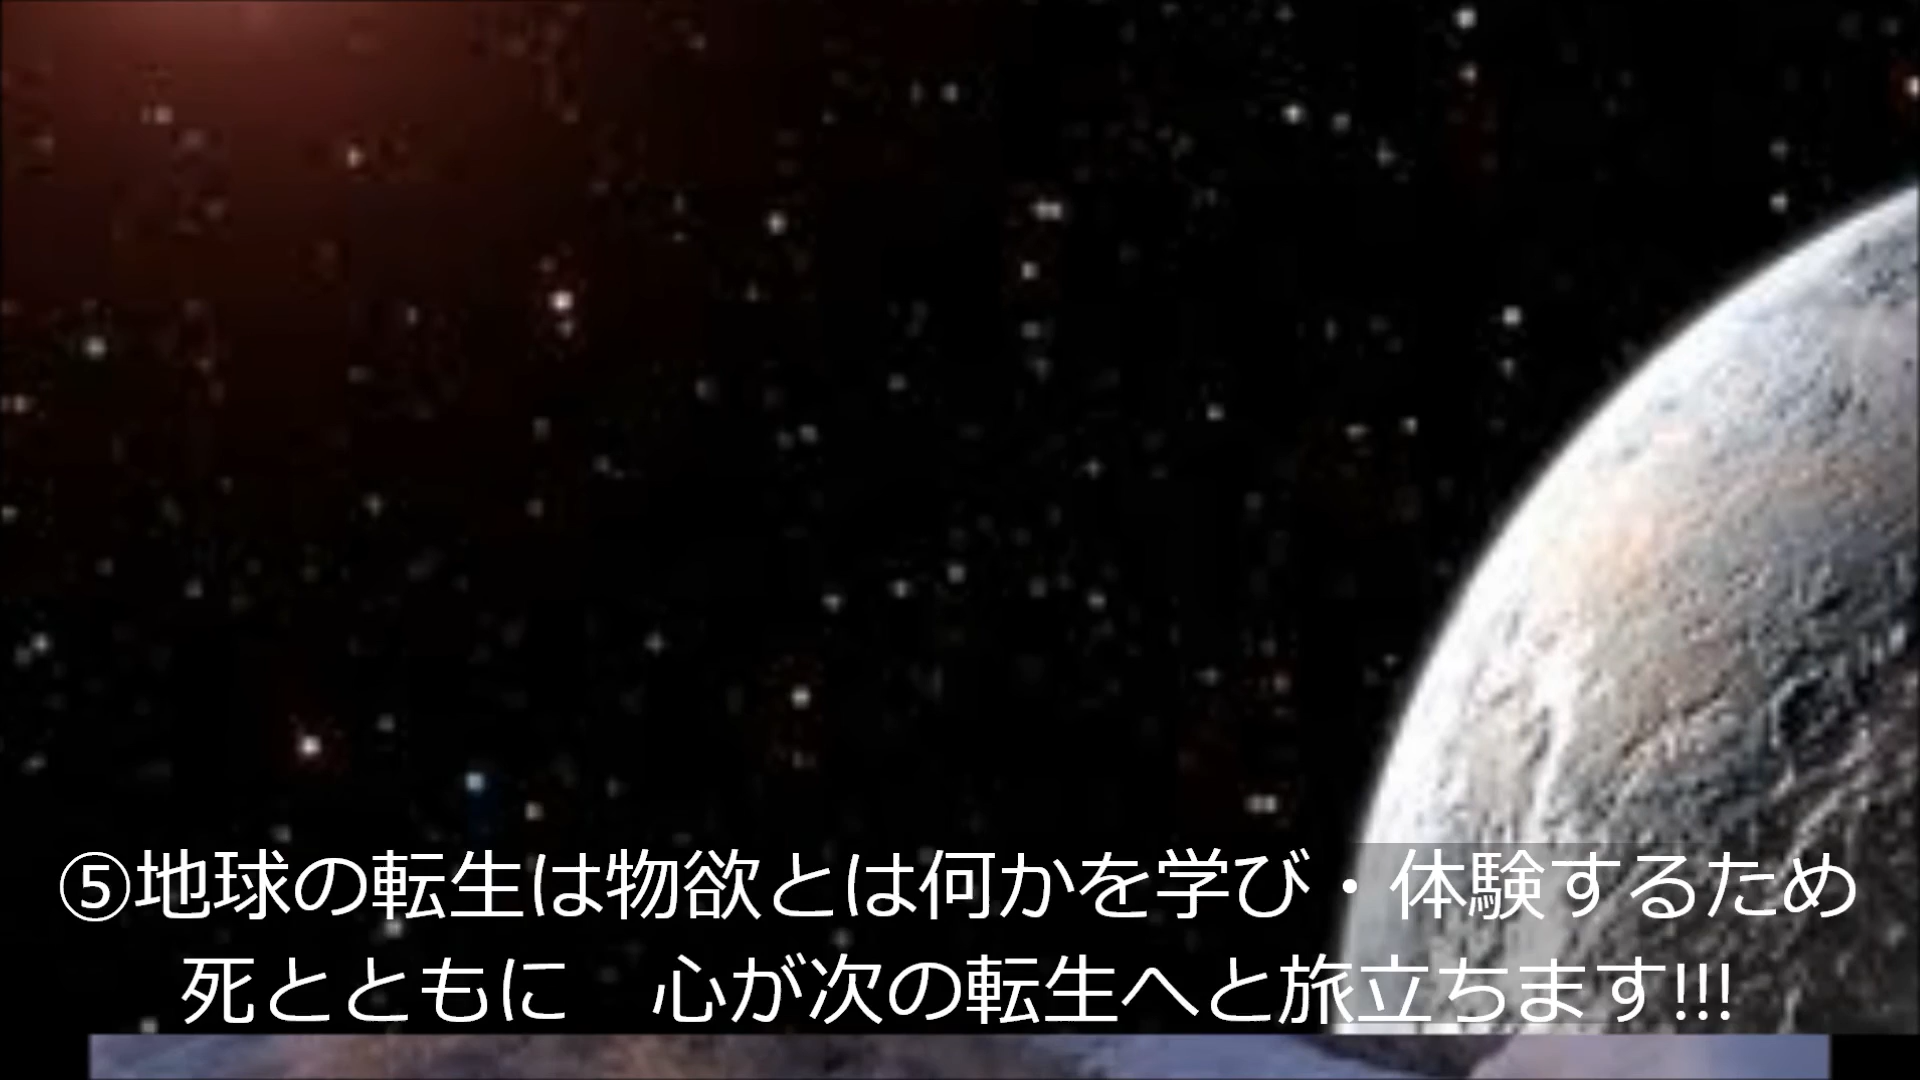 ⑤地球の転生は物欲とは何かを学び・体験するため
死とともに　心が次の転生へと旅立ちます!!!